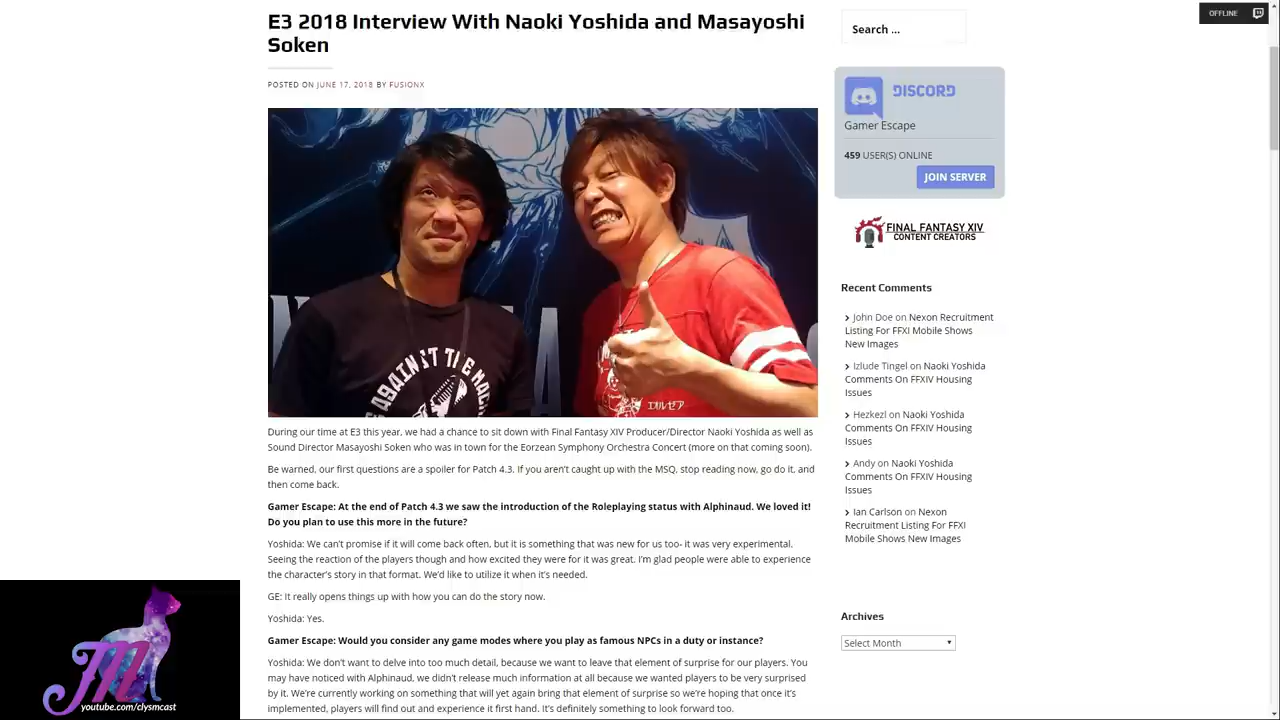 E3 2018 Interview With Naoki Yoshida and Masayoshi
Soken
POSTED ON JUNE 17, 2018 BY FUSIONX
AGAINST THE MACH
エルゼア
During our time at E3 this year, we had a chance to sit down with Final Fantasy XIV Producer/Director Naoki Yoshida as well as
Sound Director Masayoshi Soken who was in town for the Eorzean Symphony Orchestra Concert (more on that coming soon).
Be warned, our first questions are a spoiler for Patch 4.3. If you aren't caught up with the MSQ, stop reading now, go do it, and
then come back.
Gamer Escape: At the end of Patch 4.3 we saw the introduction of the Roleplaying status with Alphinaud. We loved it!
Do you plan to use this more in the future?
Yoshida: We can't promise if it will come back often, but it is something that was new for us too- it was very experimental.
Seeing the reaction of the players though and how excited they were for it was great. I'm glad people were able to experience
the character's story in that format. We'd like to utilize it when it's needed.
GE: It really opens things up with how you can do the story now.
Yoshida: Yes.
Gamer Escape: Would you consider any game modes where you play as famous NPCs in a duty or instance?
Yoshida: We don't want to delve into too much detail, because we want to leave that element of surprise for our players. You
may have noticed with Alphinaud, we didn't release much information at all because we wanted players to be very surprised
by it. We're currently working on something that will yet again bring that element of surprise so we're hoping that once it's
implemented, players will find out and experience it first hand. It's definitely something to look forward too.
OFFLINE
Search ...
DISCORD
Gamer Escape
459 USER(S) ONLINE
JOIN SERVER
FINAL FANTASY XIV
CONTENT CREATORS
Recent Comments
John Doe on Nexon Recruitment
Listing For FFXI Mobile Shows
New Images
Izlude Tingel on Naoki Yoshida
Comments On FFXIV Housing
Issues
Hezkezl on Naoki Yoshida
Comments On FFXIV Housing
Issues
Andy on Naoki Yoshida
Comments On FFXIV Housing
Issues
Ian Carlson on Nexon
Recruitment Listing For FFXI
Mobile Shows New Images
Archives
Select Month
youtube.com/clysmcast